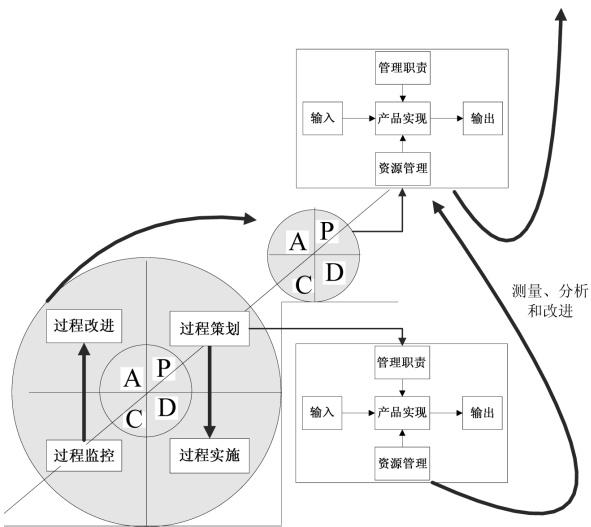 管理职责
输入
产品实现
输出
资源管理
A
P
C
D
测量、分析
和改进
过程改进
过程策划
A
P
C
D
过程监控
过程实施
管理职责
输入
产品实现
输出
资源管理